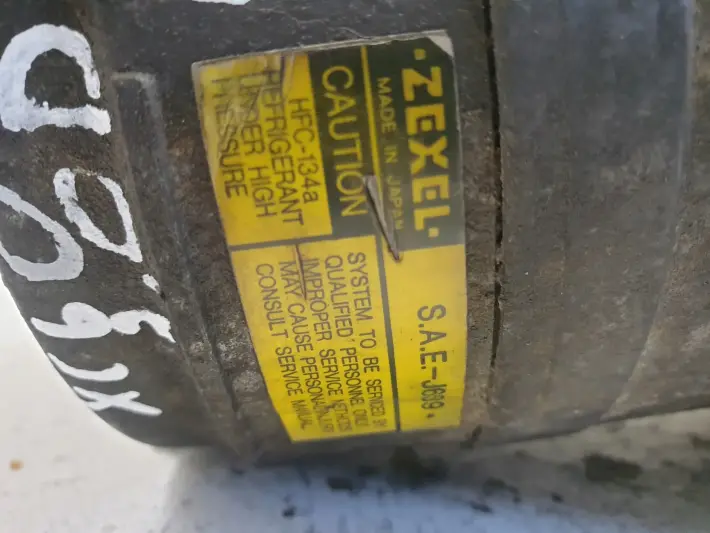 ·ZEXEL·
MADE IN JAPAN
CAUTION
HFC-134a
REFRIGERANT
UNDER HIGH
PRESSURE
S.A.E.-J639
SYSTEM TO BE SERVICED BY
QUALIFIED PERSONNEL ONLY
IMPROPER SERVICE METHODS
MAY CAUSE PERSONAL INJURY
CONSULT SERVICE MANUAL